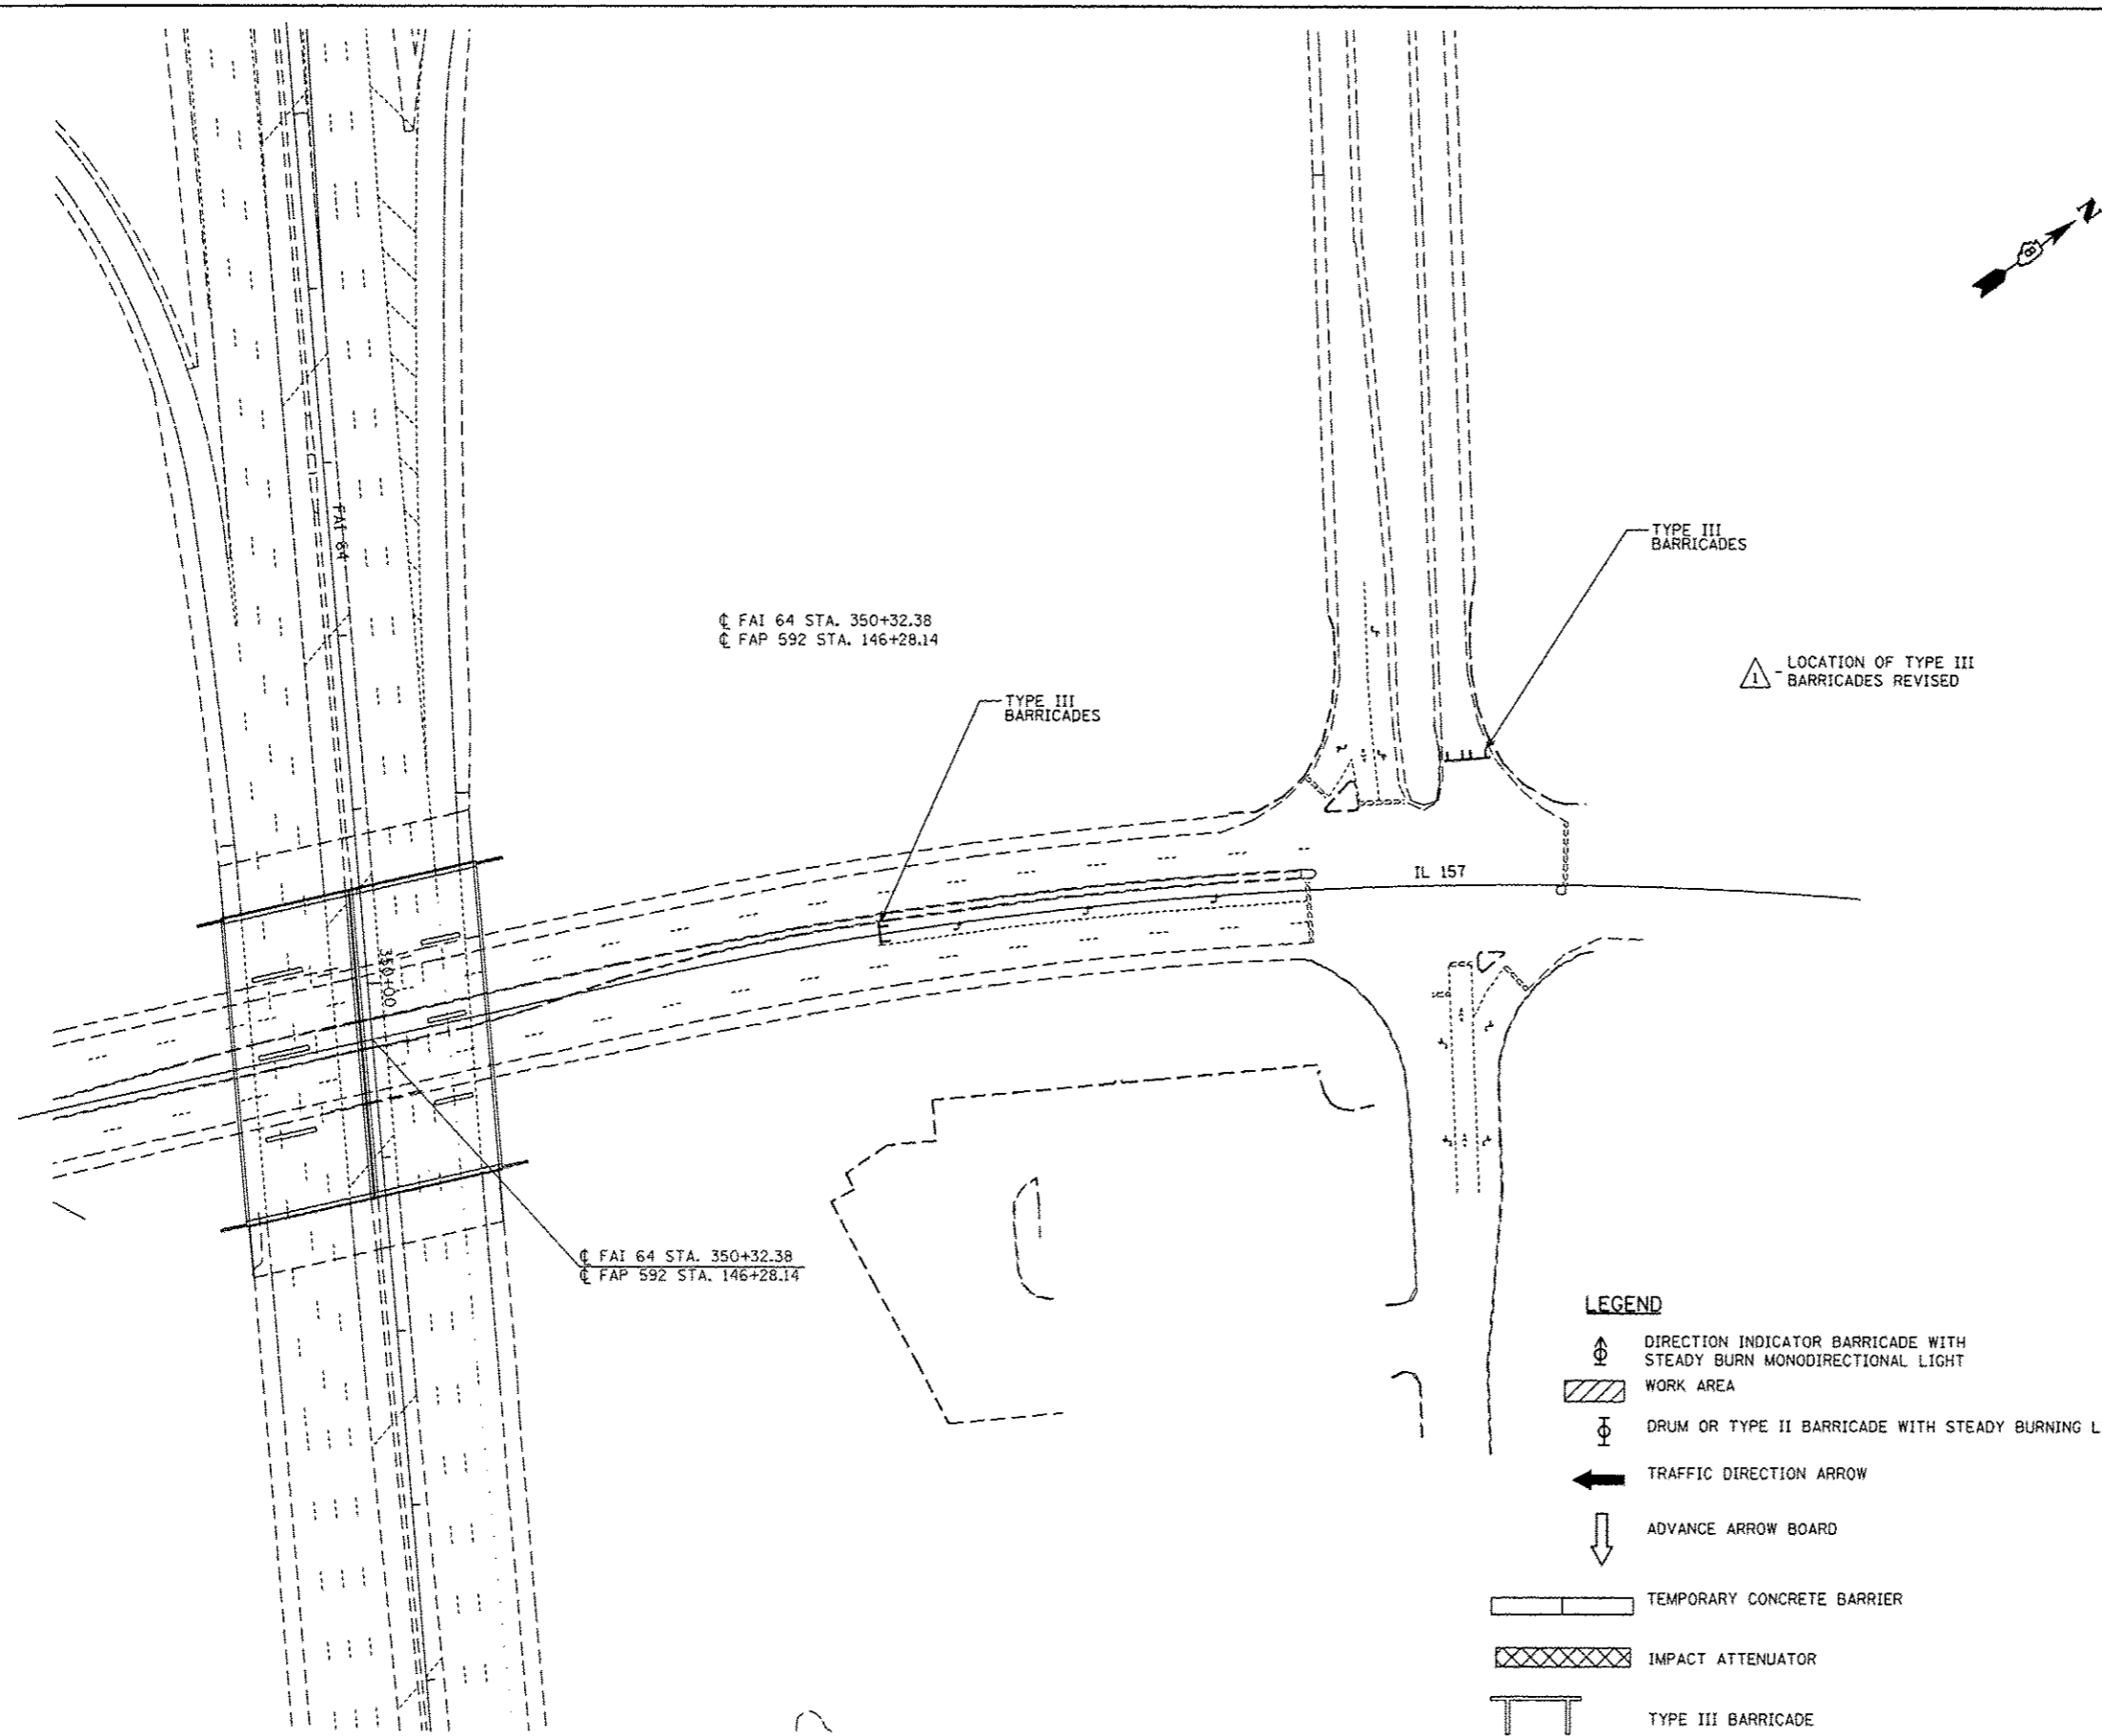 N
FAI 64
TYPE III
BARRICADES
℄ FAI 64 STA. 350+32.38
℄ FAP 592 STA. 146+28.14
1 - LOCATION OF TYPE III
BARRICADES REVISED
TYPE III
BARRICADES
IL 157
350+00
℄ FAI 64 STA. 350+32.38
℄ FAP 592 STA. 146+28.14
LEGEND
DIRECTION INDICATOR BARRICADE WITH
STEADY BURN MONODIRECTIONAL LIGHT
WORK AREA
DRUM OR TYPE II BARRICADE WITH STEADY BURNING L
TRAFFIC DIRECTION ARROW
ADVANCE ARROW BOARD
TEMPORARY CONCRETE BARRIER
IMPACT ATTENUATOR
TYPE III BARRICADE